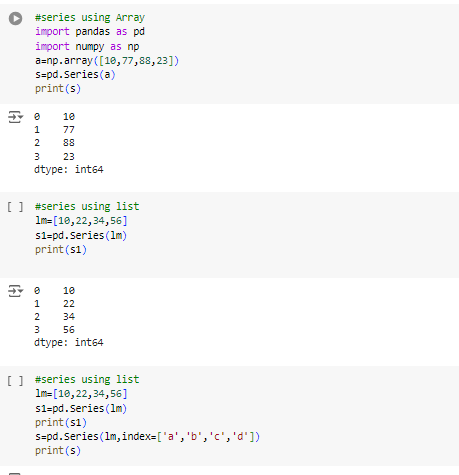 #series using Array
import pandas as pd
import numpy as np
a=np.array([10,77,88,23])
s=pd.Series(a)
print(s)
0    10
1    77
2    88
3    23
dtype: int64
[ ] #series using list
lm=[10,22,34,56]
s1=pd.Series(lm)
print(s1)
0    10
1    22
2    34
3    56
dtype: int64
[ ] #series using list
lm=[10,22,34,56]
s1=pd.Series(lm)
print(s1)
s=pd.Series(lm,index=['a','b','c','d'])
print(s)